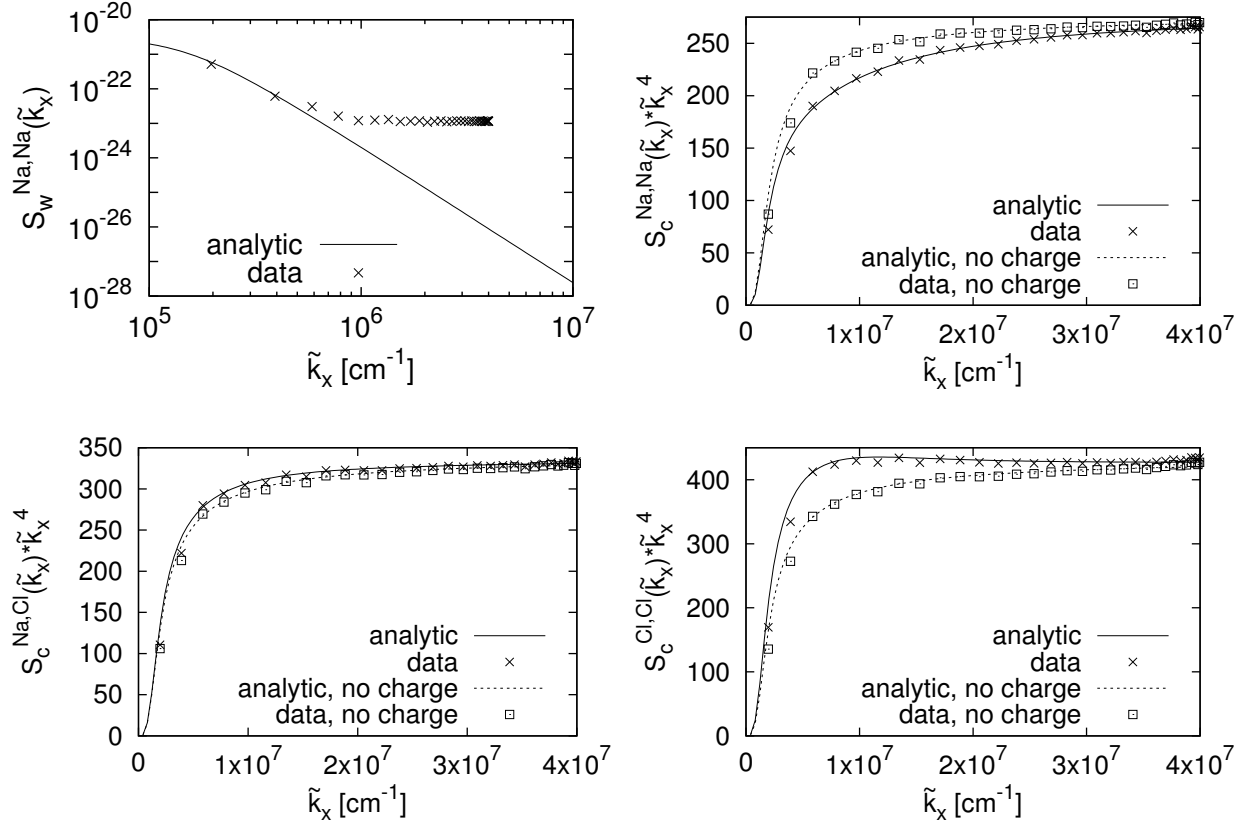 S_w^Na,Na(k̃_x)
10^-20
10^-22
10^-24
10^-26
10^-28
analytic
data
10^5
10^6
10^7
k̃_x [cm^-1]
S_c^Na,Na(k̃_x)*k̃_x^4
250
200
150
100
50
0
analytic
data
analytic, no charge
data, no charge
0
1x10^7
2x10^7
3x10^7
4x10^7
k̃_x [cm^-1]
S_c^Na,Cl(k̃_x)*k̃_x^4
350
300
250
200
150
100
50
0
analytic
data
analytic, no charge
data, no charge
0
1x10^7
2x10^7
3x10^7
4x10^7
k̃_x [cm^-1]
S_c^Cl,Cl(k̃_x)*k̃_x^4
400
300
200
100
0
analytic
data
analytic, no charge
data, no charge
0
1x10^7
2x10^7
3x10^7
4x10^7
k̃_x [cm^-1]